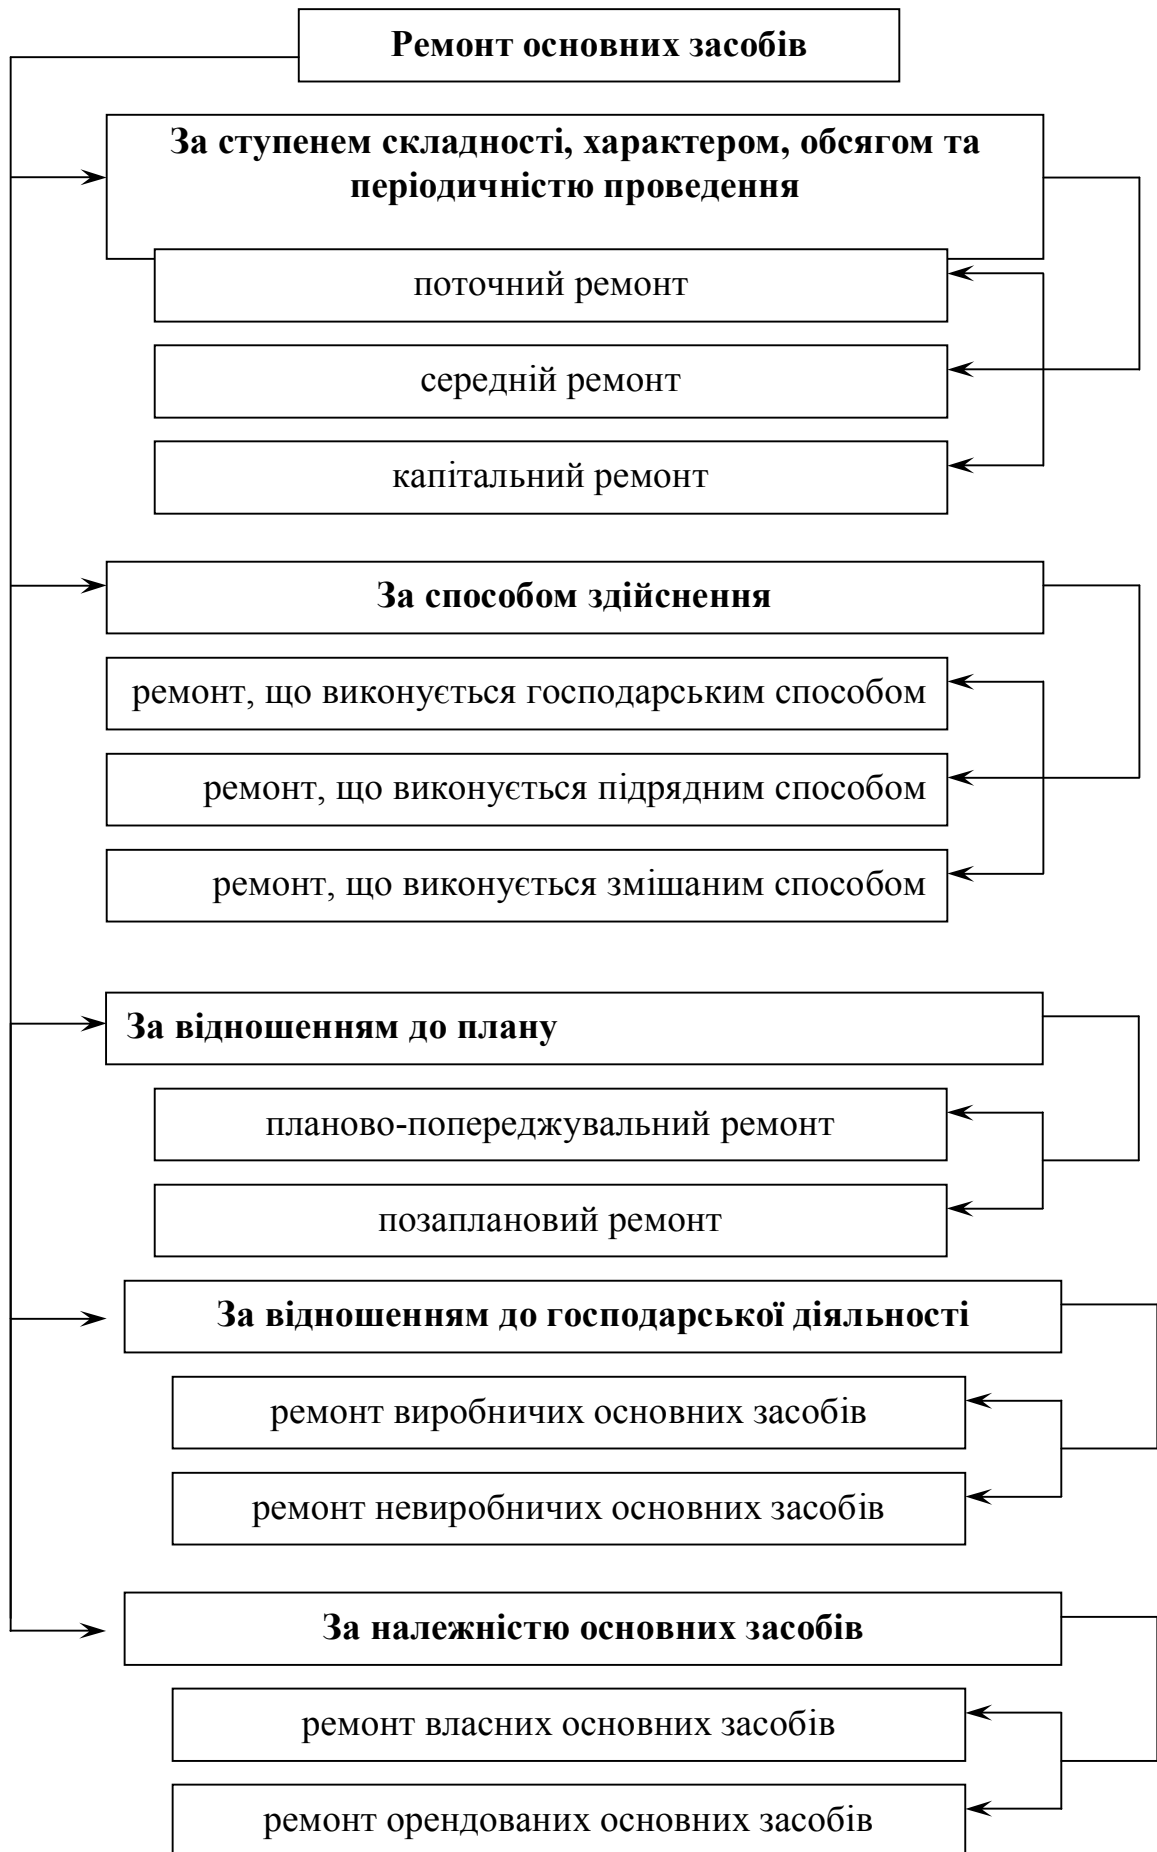 Ремонт основних засобів
За ступенем складності, характером, обсягом та
періодичністю проведення
поточний ремонт
середній ремонт
капітальний ремонт
За способом здійснення
ремонт, що виконується господарським способом
ремонт, що виконується підрядним способом
ремонт, що виконується змішаним способом
За відношенням до плану
планово-попереджувальний ремонт
позаплановий ремонт
За відношенням до господарської діяльності
ремонт виробничих основних засобів
ремонт невиробничих основних засобів
За належністю основних засобів
ремонт власних основних засобів
ремонт орендованих основних засобів